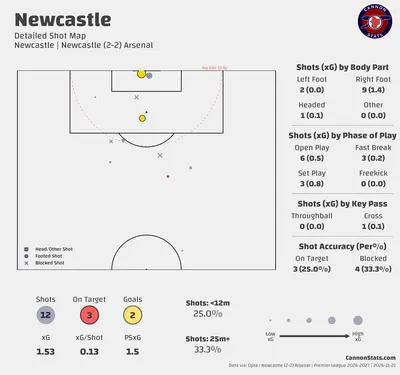 Newcastle
Detailed Shot Map
Newcastle | Newcastle (2-2) Arsenal
CANNON
STATS
Shots (xG) by Body Part
Left Foot Right Foot
2 (0.0) 9 (1.4)
Headed Other
1 (0.1) 0 (0.0)
Shots (xG) by Phase of Play
Open Play Fast Break
6 (0.5) 3 (0.2)
Set Play Freekick
3 (0.8) 0 (0.0)
Shots (xG) by Key Pass
Throughball Cross
0 (0.0) 1 (0.1)
Shot Accuracy (Per%)
On Target Blocked
3 (25.0%) 4 (33.3%)
Head/Other Shot
Footed Shot
Blocked Shot
Shots On Target Goals
12 3 2
xG xG/Shot PSxG
1.53 0.13 1.5
Shots: <12m
25.0%
Shots: 25m+
33.3%
Low
xG
High
xG
CannonStats.com